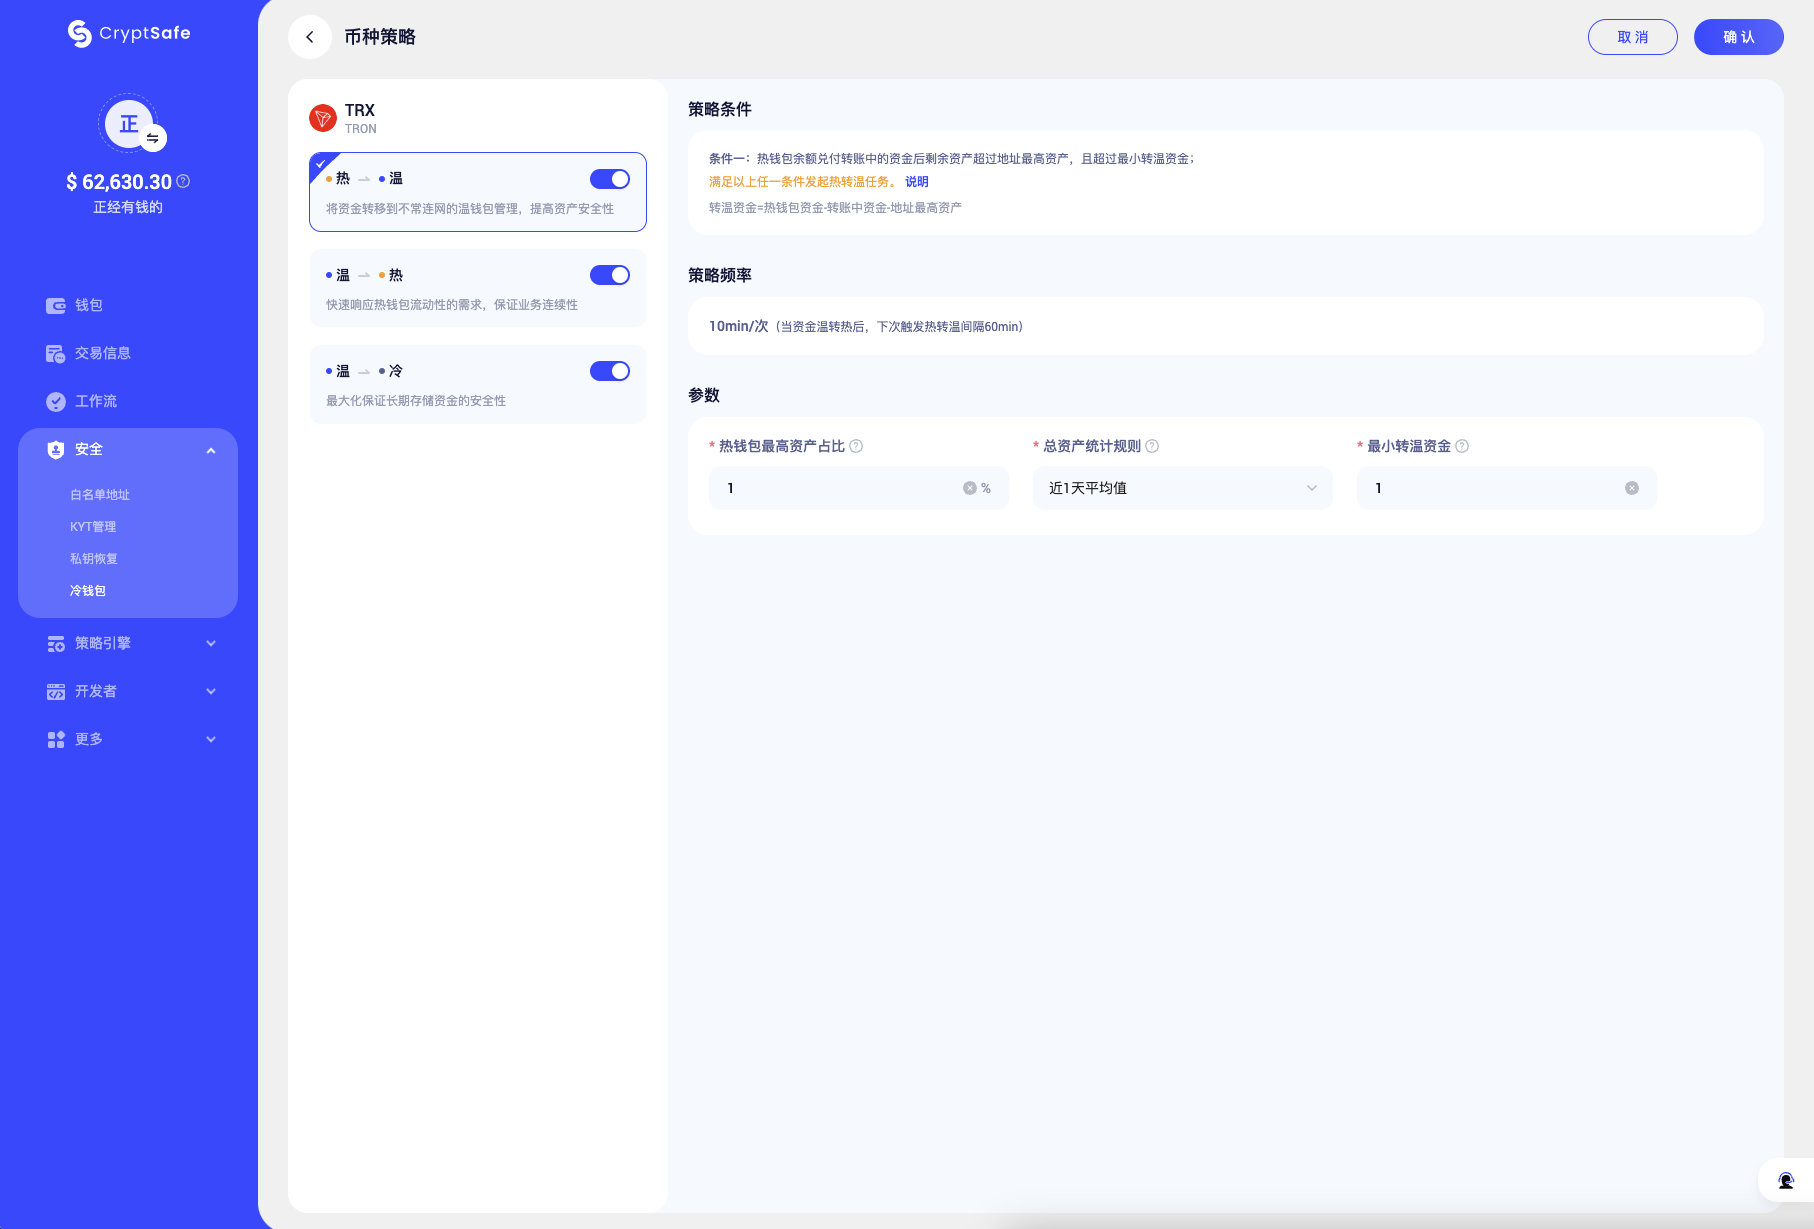 CryptSafe
正
$ 62,630.30
正经有钱的
钱包
交易信息
工作流
安全
白名单地址
KYT管理
私钥恢复
冷钱包
策略引擎
开发者
更多
币种策略
取 消
确 认
TRX
TRON
热 温
将资金转移到不常连网的温钱包管理，提高资产安全性
温 热
快速响应热钱包流动性的需求，保证业务连续性
温 冷
最大化保证长期存储资金的安全性
策略条件
条件一：热钱包余额兑付转账中的资金后剩余资产超过地址最高资产，且超过最小转温资金；
满足以上任一条件发起热转温任务。 说明
转温资金=热钱包资金-转账中资金-地址最高资产
策略频率
10min/次（当资金温转热后，下次触发热转温间隔60min）
参数
* 热钱包最高资产占比
1 %
* 总资产统计规则
近1天平均值
* 最小转温资金
1